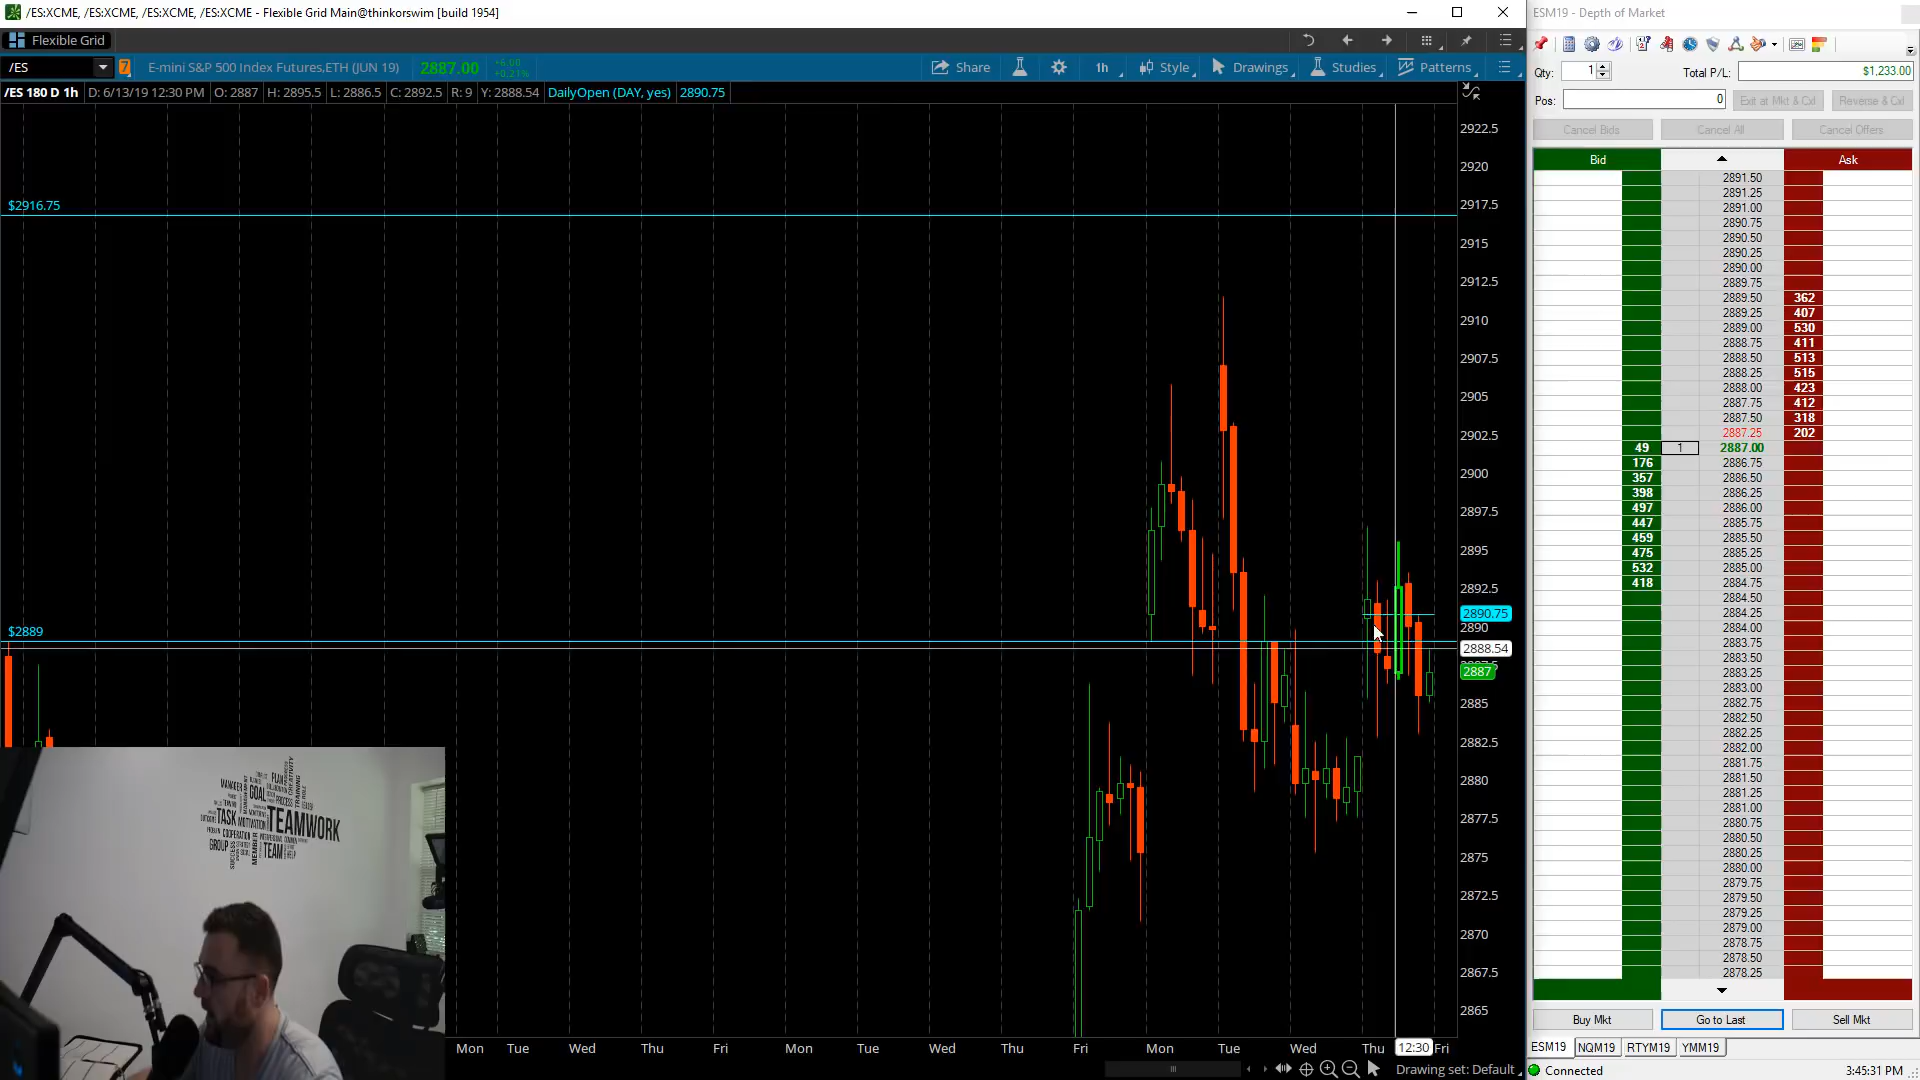 /ES:XCME, /ES:XCME, /ES:XCME, /ES:XCME - Flexible Grid Main@thinkorswim [build 1954]
Flexible Grid
/ES
7
E-mini S&P 500 Index Futures,ETH (JUN 19)
2887.00
+6.00
+0.21%
Share
1h
Style
Drawings
Studies
Patterns
/ES 180 D 1h
D: 6/13/19 12:30 PM
O: 2887
H: 2895.5
L: 2886.5
C: 2892.5
R: 9
Y: 2888.54
DailyOpen (DAY, yes)
2890.75
$2916.75
$2889
2922.5
2920
2917.5
2915
2912.5
2910
2907.5
2905
2902.5
2900
2897.5
2895
2892.5
2890.75
2890
2888.54
2887
2885
2882.5
2880
2877.5
2875
2872.5
2870
2867.5
2865
Mon
Tue
Wed
Thu
Fri
Mon
Tue
Wed
Thu
Fri
Mon
Tue
Wed
Thu
12:30
Fri
Drawing set: Default
TEAMWORK
GOAL
TASK
MOTIVATION
MANAGER
PLAN
TEAM
GROUP
COOPERATION
SUCCESS
CREATIVITY
TRAINING
PROCESS
ESM19 - Depth of Market
Qty: 1
Total P/L: $1,233.00
Pos: 0
Exit at Mkt & Cxl
Reverse & Cxl
Cancel Bids
Cancel All
Cancel Offers
Bid
Ask
2891.50
2891.25
2891.00
2890.75
2890.50
2890.25
2890.00
2889.75
2889.50 362
2889.25 407
2889.00 530
2888.75 411
2888.50 513
2888.25 515
2888.00 423
2887.75 412
2887.50 318
2887.25 202
49 1 2887.00
176 2886.75
357 2886.50
398 2886.25
497 2886.00
447 2885.75
459 2885.50
475 2885.25
532 2885.00
418 2884.75
2884.50
2884.25
2884.00
2883.75
2883.50
2883.25
2883.00
2882.75
2882.50
2882.25
2882.00
2881.75
2881.50
2881.25
2881.00
2880.75
2880.50
2880.25
2880.00
2879.75
2879.50
2879.25
2879.00
2878.75
2878.50
2878.25
Buy Mkt
Go to Last
Sell Mkt
ESM19
NQM19
RTYM19
YMM19
Connected
3:45:31 PM